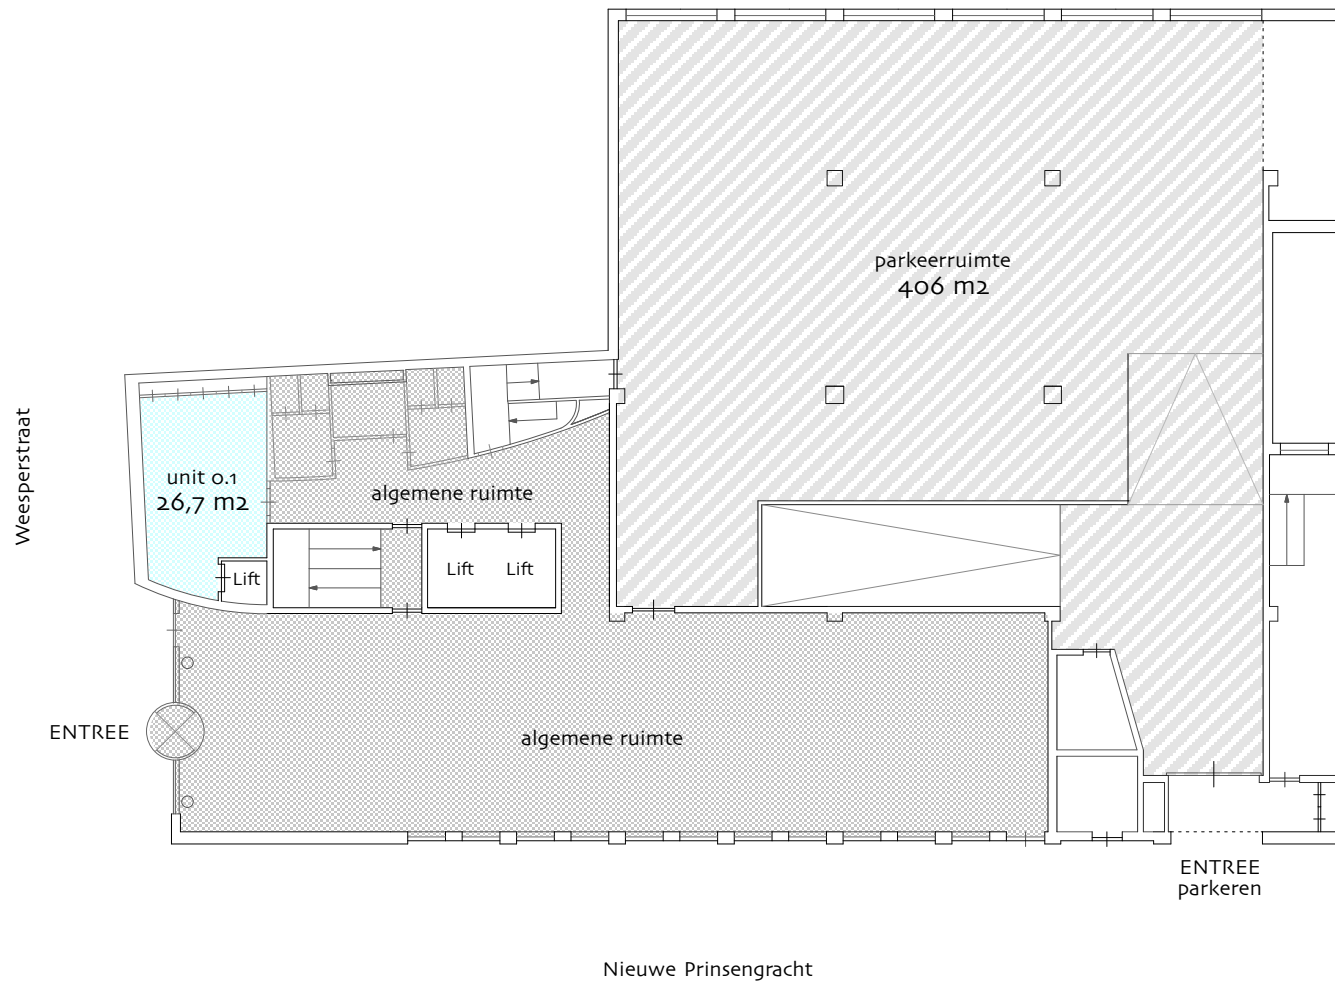 parkeerruimte
406 m2
Weesperstraat
unit 0.1
26,7 m2
algemene ruimte
Lift
Lift
Lift
ENTREE
algemene ruimte
ENTREE
parkeren
Nieuwe Prinsengracht